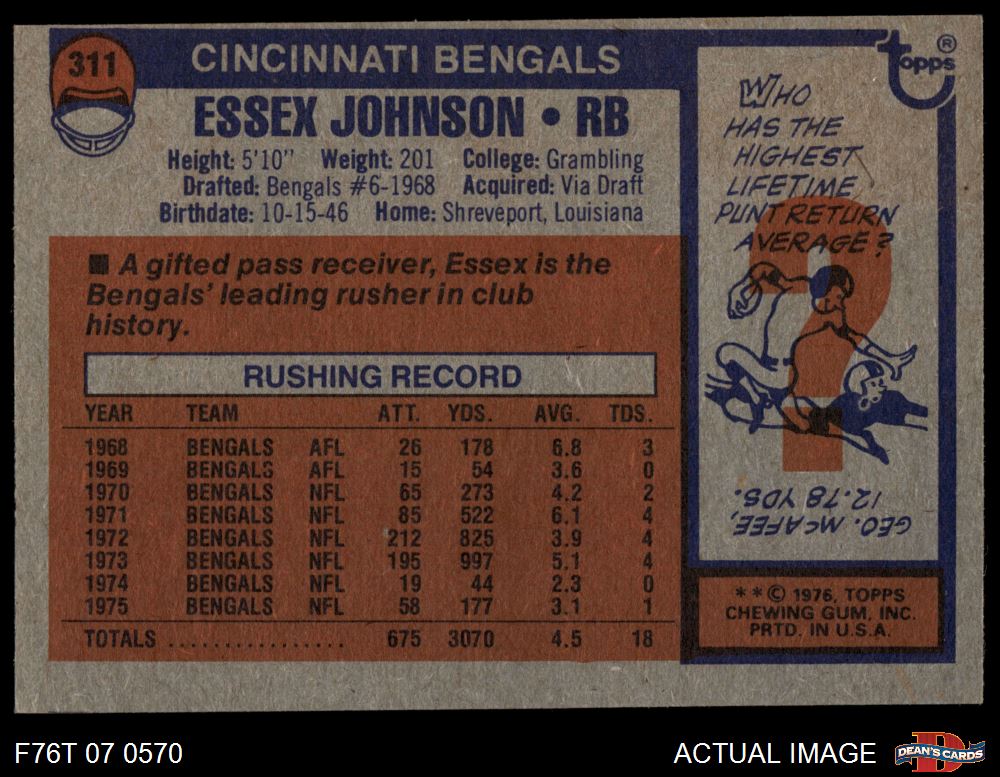 311
CINCINNATI BENGALS
ESSEX JOHNSON • RB
Height: 5'10" Weight: 201 College: Grambling
Drafted: Bengals #6-1968 Acquired: Via Draft
Birthdate: 10-15-46 Home: Shreveport, Louisiana
■ A gifted pass receiver, Essex is the
Bengals' leading rusher in club
history.
RUSHING RECORD
YEAR TEAM ATT. YDS. AVG. TDS.
1968 BENGALS AFL 26 178 6.8 3
1969 BENGALS AFL 15 54 3.6 0
1970 BENGALS NFL 65 273 4.2 2
1971 BENGALS NFL 85 522 6.1 4
1972 BENGALS NFL 212 825 3.9 4
1973 BENGALS NFL 195 997 5.1 4
1974 BENGALS NFL 19 44 2.3 0
1975 BENGALS NFL 58 177 3.1 1
TOTALS ................ 675 3070 4.5 18
topps ®
WHO
HAS THE
HIGHEST
LIFETIME
PUNT RETURN
AVERAGE?
?
GEO. McAFEE,
12.78 YDS.
**© 1976, TOPPS
CHEWING GUM, INC.
PRTD. IN U.S.A.
F76T 07 0570
ACTUAL IMAGE
D
DEAN'S CARDS